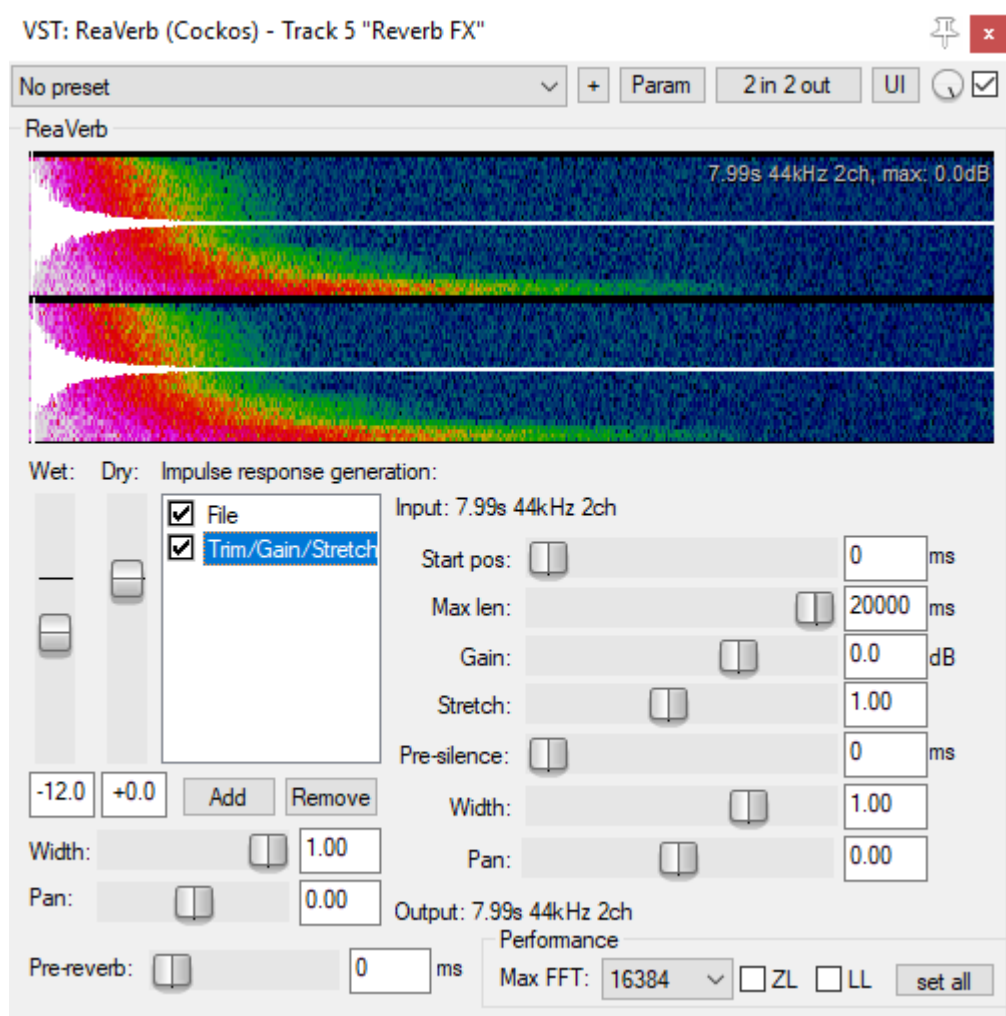 VST: ReaVerb (Cockos) - Track 5 "Reverb FX"
x
No preset
+
Param
2 in 2 out
UI
ReaVerb
7.99s 44kHz 2ch, max: 0.0dB
Wet: Dry: Impulse response generation:
File
Trim/Gain/Stretch
-12.0 +0.0 Add Remove
Width: 1.00
Pan: 0.00
Pre-reverb: 0 ms
Input: 7.99s 44kHz 2ch
Start pos: 0 ms
Max len: 20000 ms
Gain: 0.0 dB
Stretch: 1.00
Pre-silence: 0 ms
Width: 1.00
Pan: 0.00
Output: 7.99s 44kHz 2ch
Performance
Max FFT: 16384 ZL LL set all